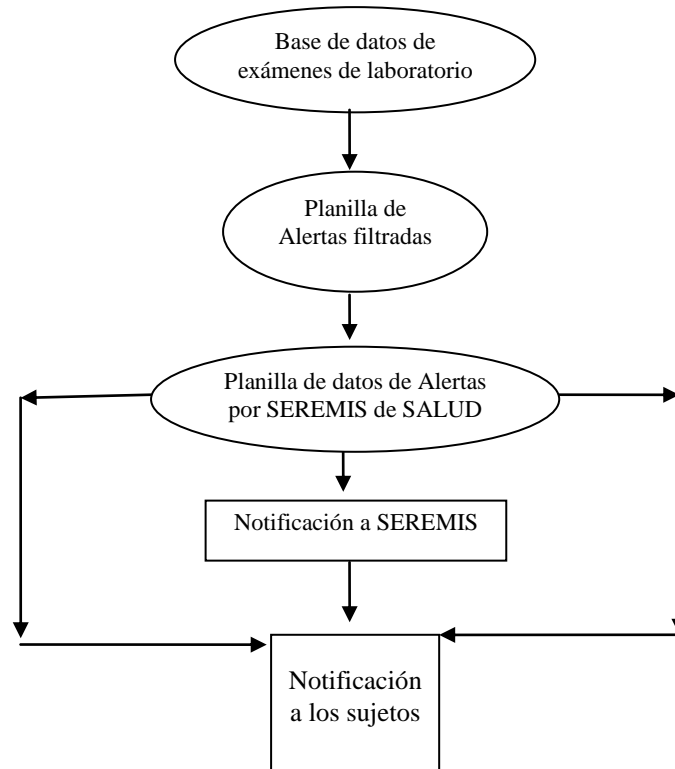 Base de datos de
exámenes de laboratorio
Planilla de
Alertas filtradas
Planilla de datos de Alertas
por SEREMIS de SALUD
Notificación a SEREMIS
Notificación
a los sujetos